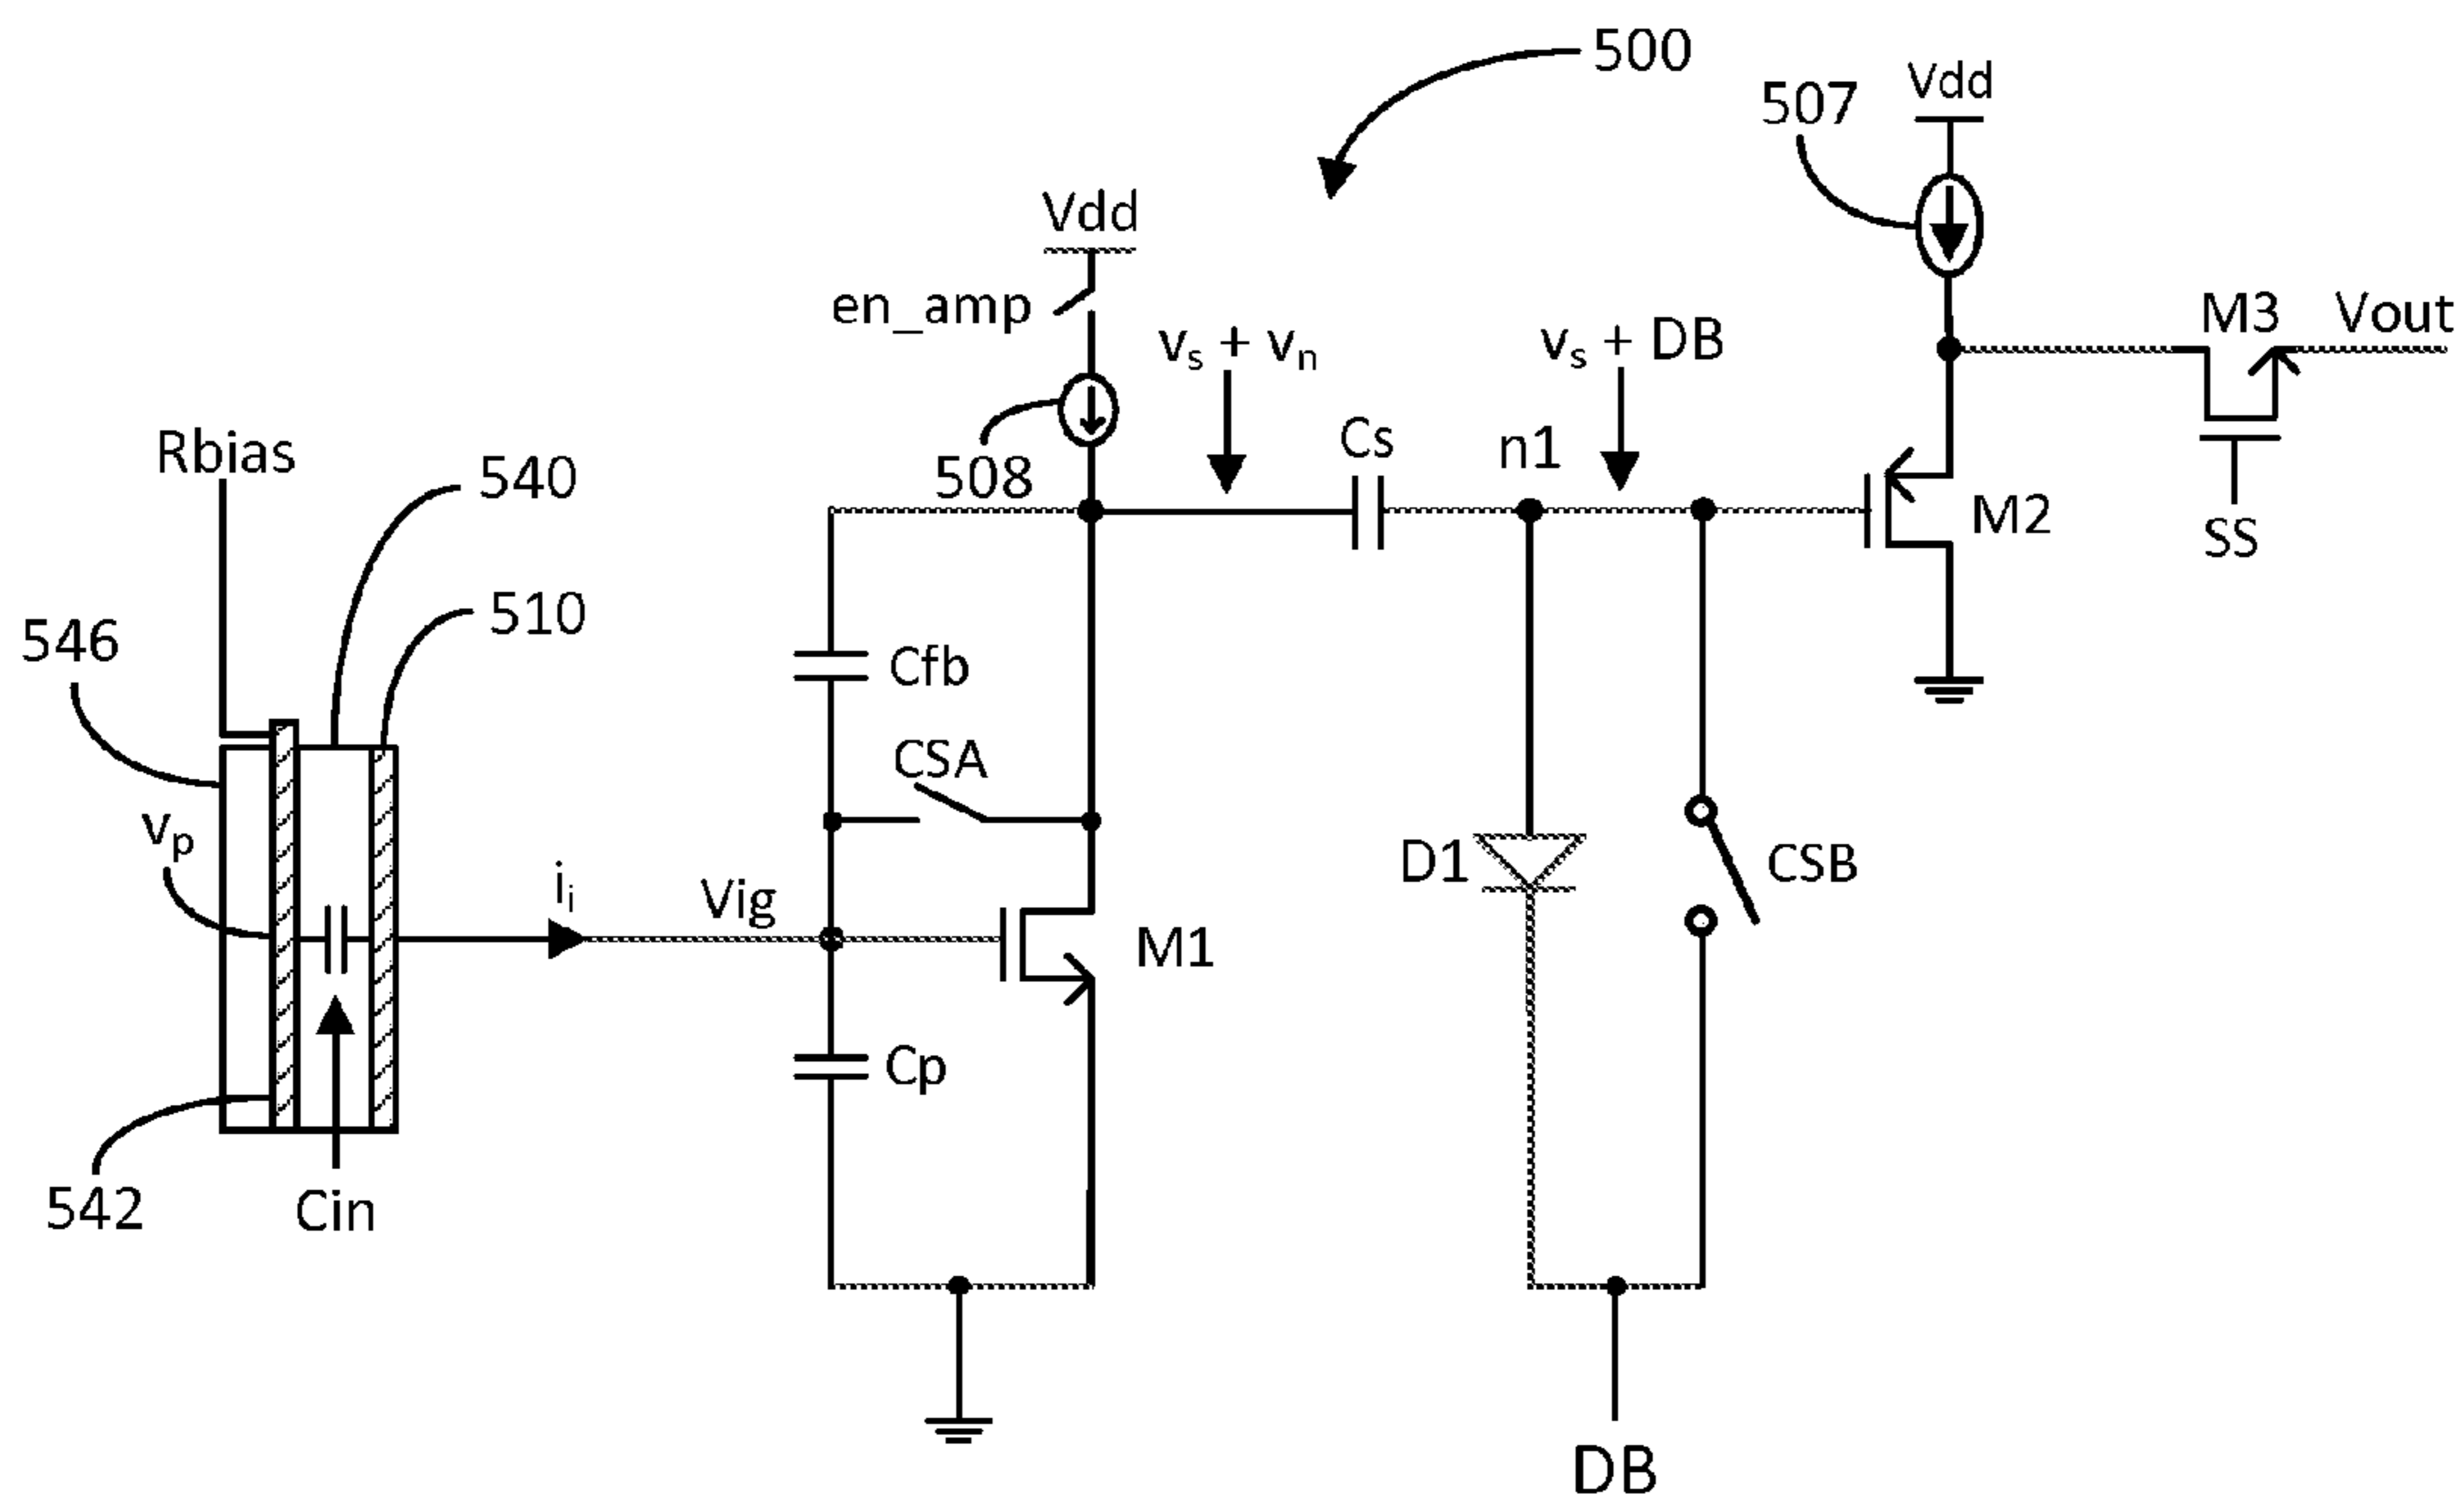 500
507
Vdd
Vdd
en_amp
vs + vn
vs + DB
M3
Vout
Rbias
540
508
Cs
n1
M2
SS
510
546
Cfb
CSA
vp
D1
CSB
ii
Vig
M1
Cp
542
Cin
DB